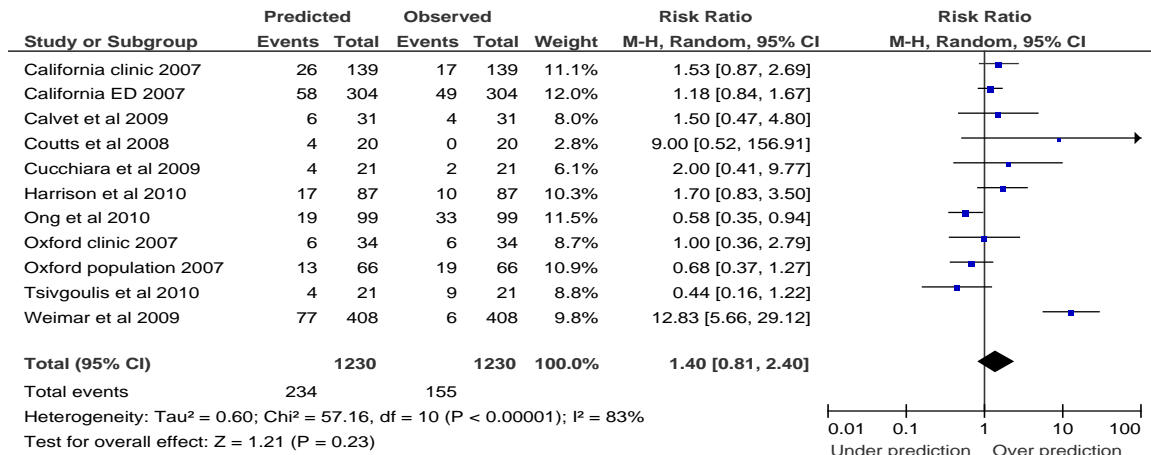 Predicted Observed Risk Ratio Risk Ratio
Study or Subgroup Events Total Events Total Weight M-H, Random, 95% CI M-H, Random, 95% CI
California clinic 2007 26 139 17 139 11.1% 1.53 [0.87, 2.69]
California ED 2007 58 304 49 304 12.0% 1.18 [0.84, 1.67]
Calvet et al 2009 6 31 4 31 8.0% 1.50 [0.47, 4.80]
Coutts et al 2008 4 20 0 20 2.8% 9.00 [0.52, 156.91]
Cucchiara et al 2009 4 21 2 21 6.1% 2.00 [0.41, 9.77]
Harrison et al 2010 17 87 10 87 10.3% 1.70 [0.83, 3.50]
Ong et al 2010 19 99 33 99 11.5% 0.58 [0.35, 0.94]
Oxford clinic 2007 6 34 6 34 8.7% 1.00 [0.36, 2.79]
Oxford population 2007 13 66 19 66 10.9% 0.68 [0.37, 1.27]
Tsivgoulis et al 2010 4 21 9 21 8.8% 0.44 [0.16, 1.22]
Weimar et al 2009 77 408 6 408 9.8% 12.83 [5.66, 29.12]
Total (95% CI) 1230 1230 100.0% 1.40 [0.81, 2.40]
Total events 234 155
Heterogeneity: Tau² = 0.60; Chi² = 57.16, df = 10 (P < 0.00001); I² = 83%
Test for overall effect: Z = 1.21 (P = 0.23)
0.01 0.1 1 10 100
Under prediction Over prediction